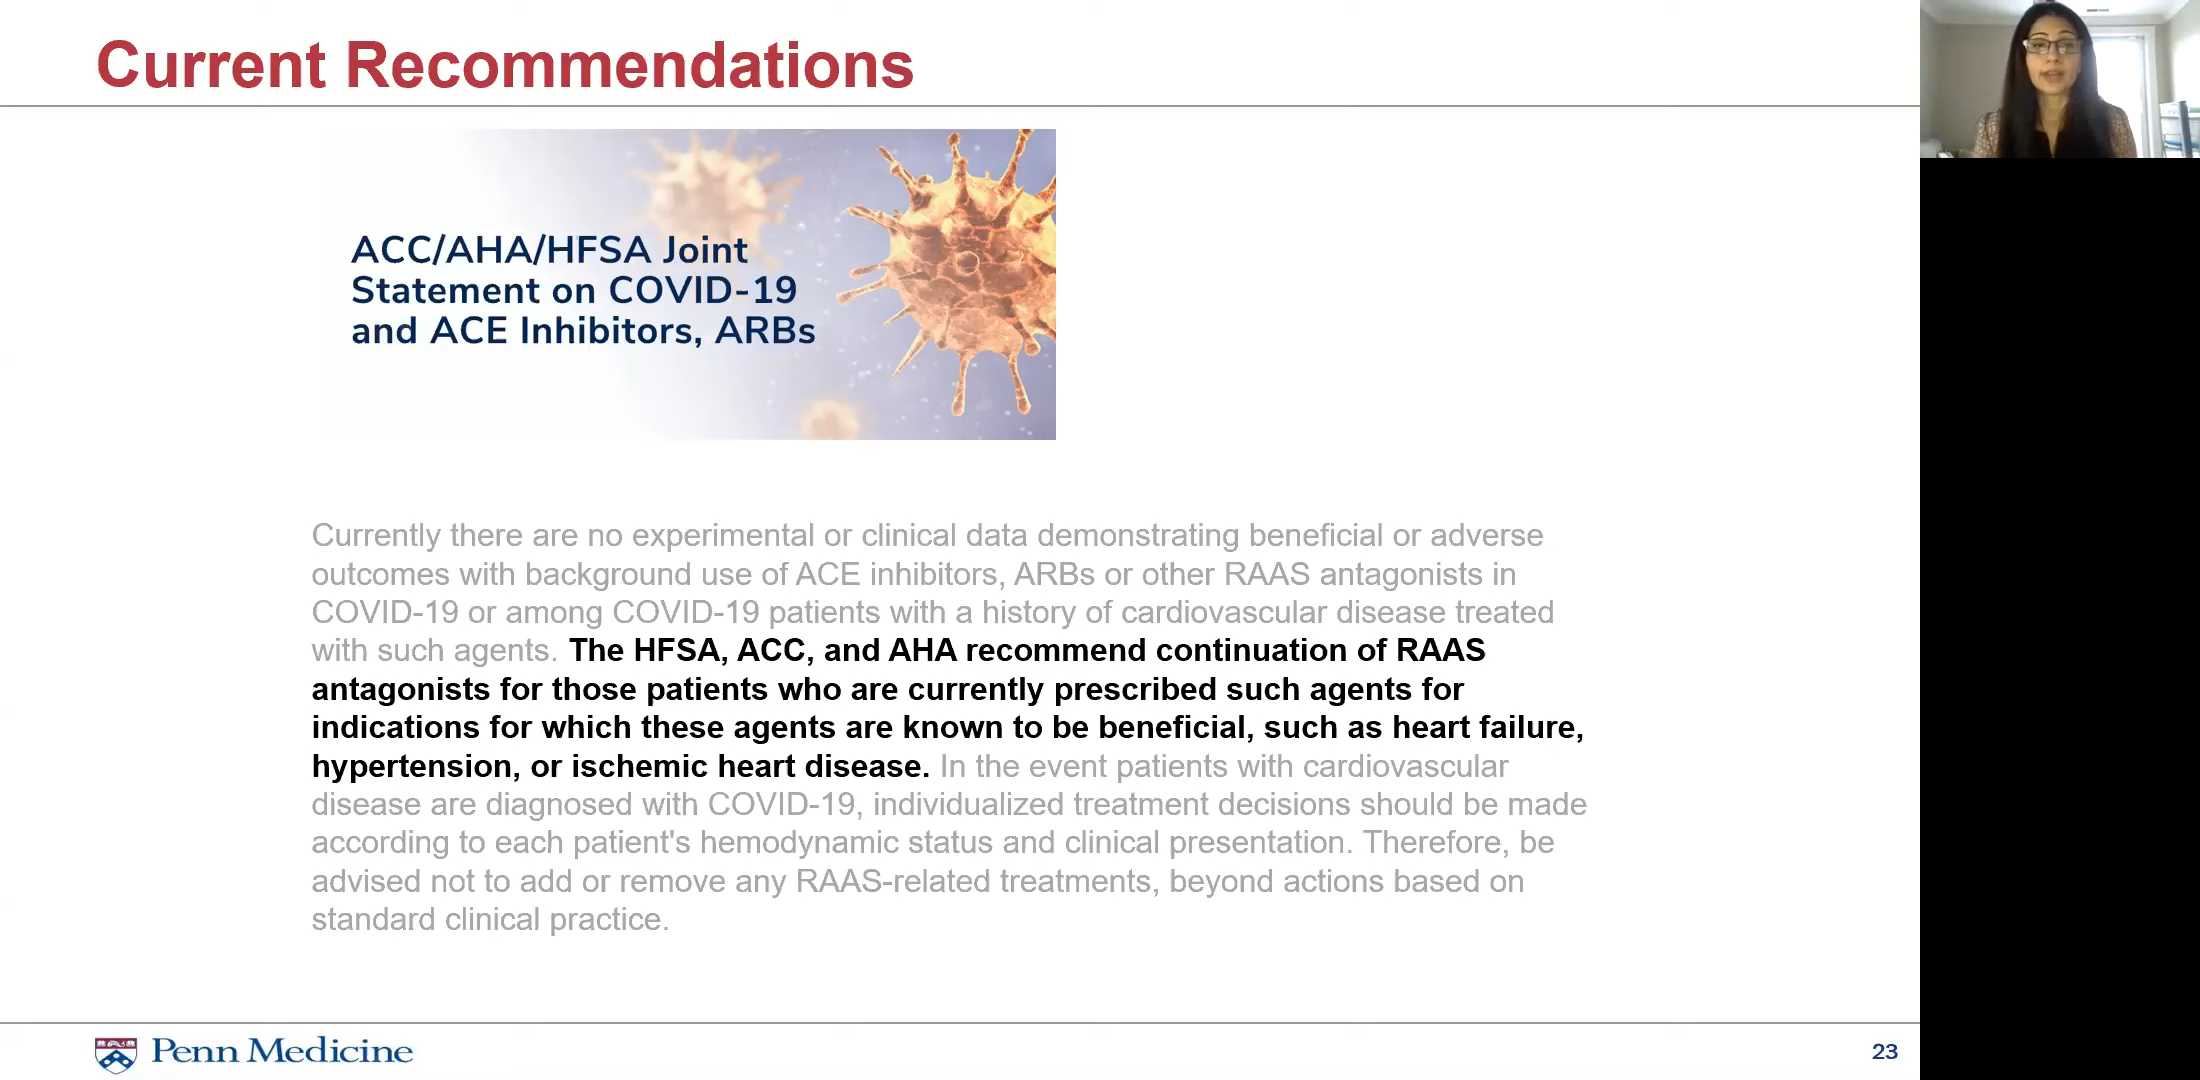 Current Recommendations
ACC/AHA/HFSA Joint
Statement on COVID-19
and ACE Inhibitors, ARBs
Currently there are no experimental or clinical data demonstrating beneficial or adverse
outcomes with background use of ACE inhibitors, ARBs or other RAAS antagonists in
COVID-19 or among COVID-19 patients with a history of cardiovascular disease treated
with such agents. The HFSA, ACC, and AHA recommend continuation of RAAS
antagonists for those patients who are currently prescribed such agents for
indications for which these agents are known to be beneficial, such as heart failure,
hypertension, or ischemic heart disease. In the event patients with cardiovascular
disease are diagnosed with COVID-19, individualized treatment decisions should be made
according to each patient's hemodynamic status and clinical presentation. Therefore, be
advised not to add or remove any RAAS-related treatments, beyond actions based on
standard clinical practice.
Penn Medicine
23